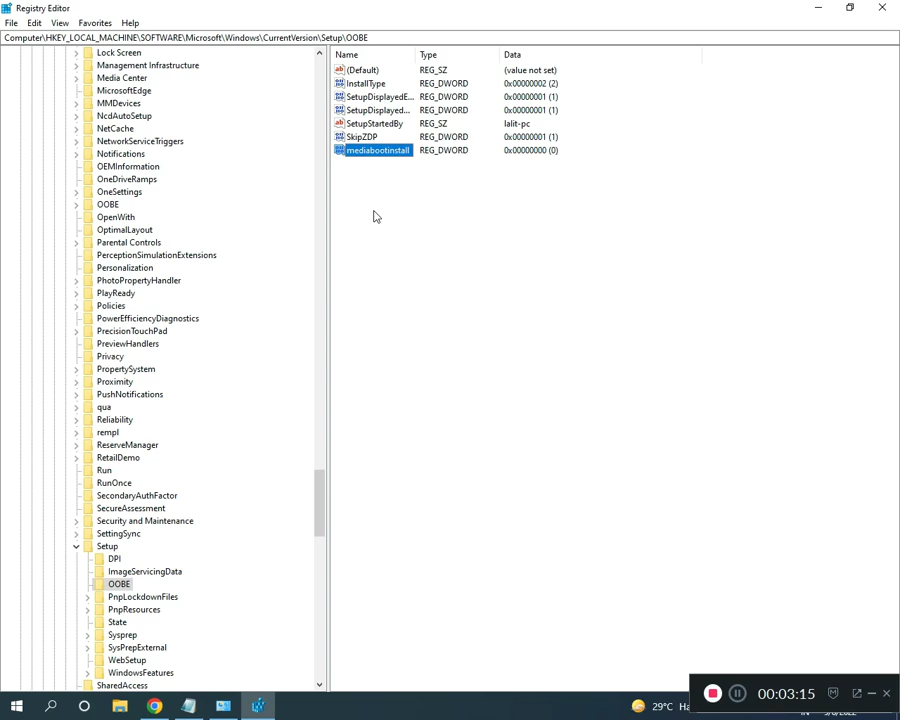 Registry Editor
File Edit View Favorites Help
Computer\HKEY_LOCAL_MACHINE\SOFTWARE\Microsoft\Windows\CurrentVersion\Setup\OOBE
Lock Screen
Management Infrastructure
Media Center
MicrosoftEdge
MMDevices
NcdAutoSetup
NetCache
NetworkServiceTriggers
Notifications
OEMInformation
OneDriveRamps
OneSettings
OOBE
OpenWith
OptimalLayout
Parental Controls
PerceptionSimulationExtensions
Personalization
PhotoPropertyHandler
PlayReady
Policies
PowerEfficiencyDiagnostics
PrecisionTouchPad
PreviewHandlers
Privacy
PropertySystem
Proximity
PushNotifications
qua
Reliability
rempl
ReserveManager
RetailDemo
Run
RunOnce
SecondaryAuthFactor
SecureAssessment
Security and Maintenance
SettingSync
Setup
DPI
ImageServicingData
OOBE
PnpLockdownFiles
PnpResources
State
Sysprep
SysPrepExternal
WebSetup
WindowsFeatures
SharedAccess
Name Type Data
(Default) REG_SZ (value not set)
InstallType REG_DWORD 0x00000002 (2)
SetupDisplayedE... REG_DWORD 0x00000001 (1)
SetupDisplayed... REG_DWORD 0x00000001 (1)
SetupStartedBy REG_SZ lalit-pc
SkipZDP REG_DWORD 0x00000001 (1)
mediabootinstall REG_DWORD 0x00000000 (0)
00:03:15
29°C Ha